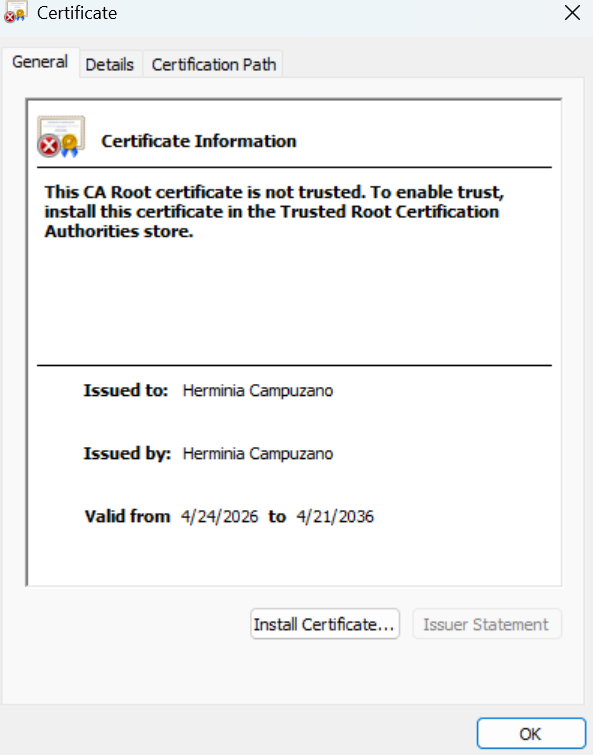 Certificate
General Details Certification Path
Certificate Information
This CA Root certificate is not trusted. To enable trust,
install this certificate in the Trusted Root Certification
Authorities store.
Issued to: Herminia Campuzano
Issued by: Herminia Campuzano
Valid from 4/24/2026 to 4/21/2036
Install Certificate... Issuer Statement
OK